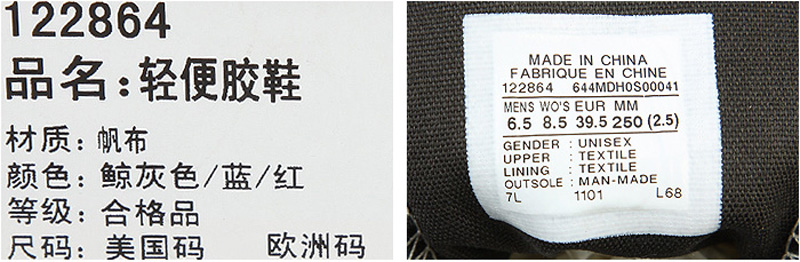 122864
品名:轻便胶鞋
材质: 帆布
颜色: 鲸灰色/蓝/红
等级: 合格品
尺码: 美国码 欧洲码
MADE IN CHINA
FABRIQUE EN CHINE
122864 644MDH0S00041
MENS WO'S EUR MM
6.5 8.5 39.5 250 (2.5)
GENDER : UNISEX
UPPER : TEXTILE
LINING : TEXTILE
OUTSOLE : MAN-MADE
7L 1101 L68